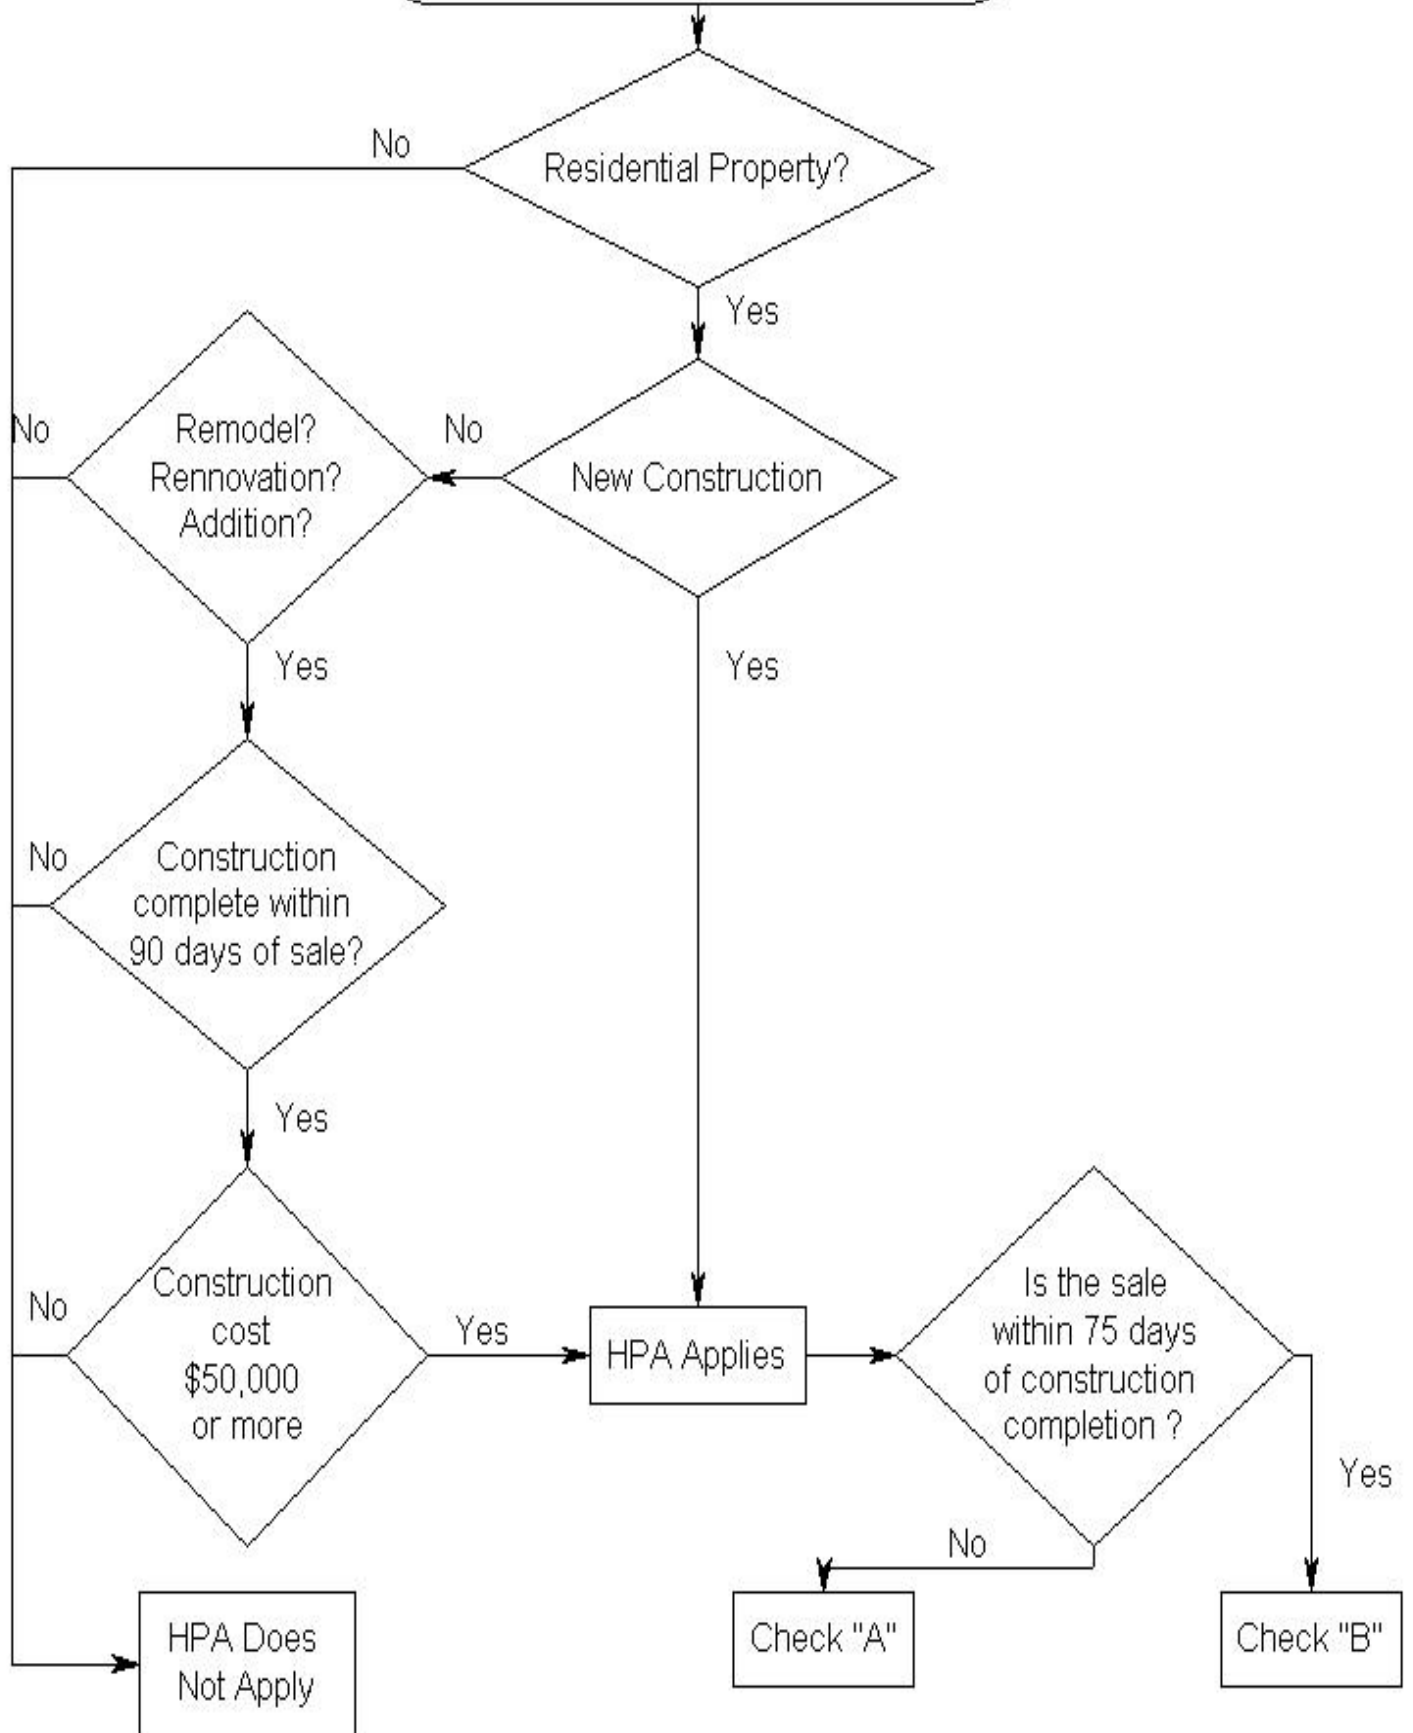 No
Residential Property?
Yes
No
Remodel?
Rennovation?
Addition?
No
New Construction
Yes
Yes
No
Construction
complete within
90 days of sale?
Yes
No
Construction
cost
$50,000
or more
Yes
HPA Applies
Is the sale
within 75 days
of construction
completion ?
Yes
No
HPA Does
Not Apply
Check "A"
Check "B"